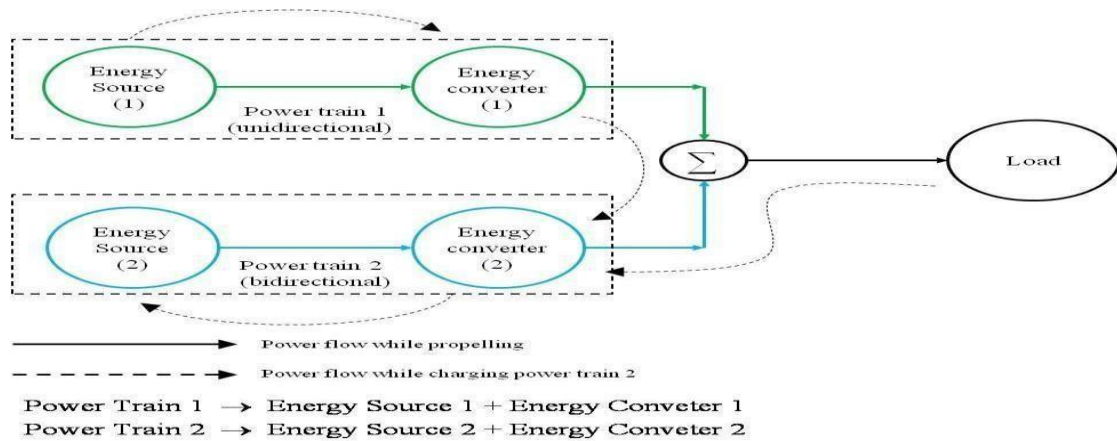 Energy
Source
(1)
Energy
converter
(1)
Power train 1
(unidirectional)
Σ
Load
Energy
Source
(2)
Energy
converter
(2)
Power train 2
(bidirectional)
Power flow while propelling
Power flow while charging power train 2
Power Train 1 → Energy Source 1 + Energy Conveter 1
Power Train 2 → Energy Source 2 + Energy Conveter 2